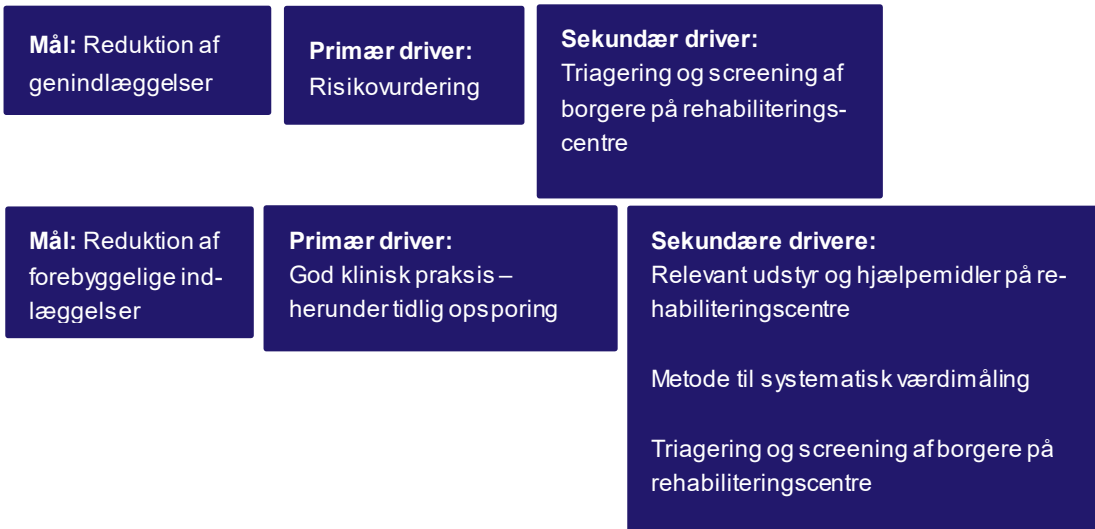 Mål: Reduktion af
genindlæggelser
Primær driver:
Risikovurdering
Sekundær driver:
Triagering og screening af
borgere på rehabiliterings-
centre
Mål: Reduktion af
forebyggelige ind-
læggelser
Primær driver:
God klinisk praksis –
herunder tidlig opsporing
Sekundære drivere:
Relevant udstyr og hjælpemidler på re-
habiliteringscentre
Metode til systematisk værdimåling
Triagering og screening af borgere på
rehabiliteringscentre